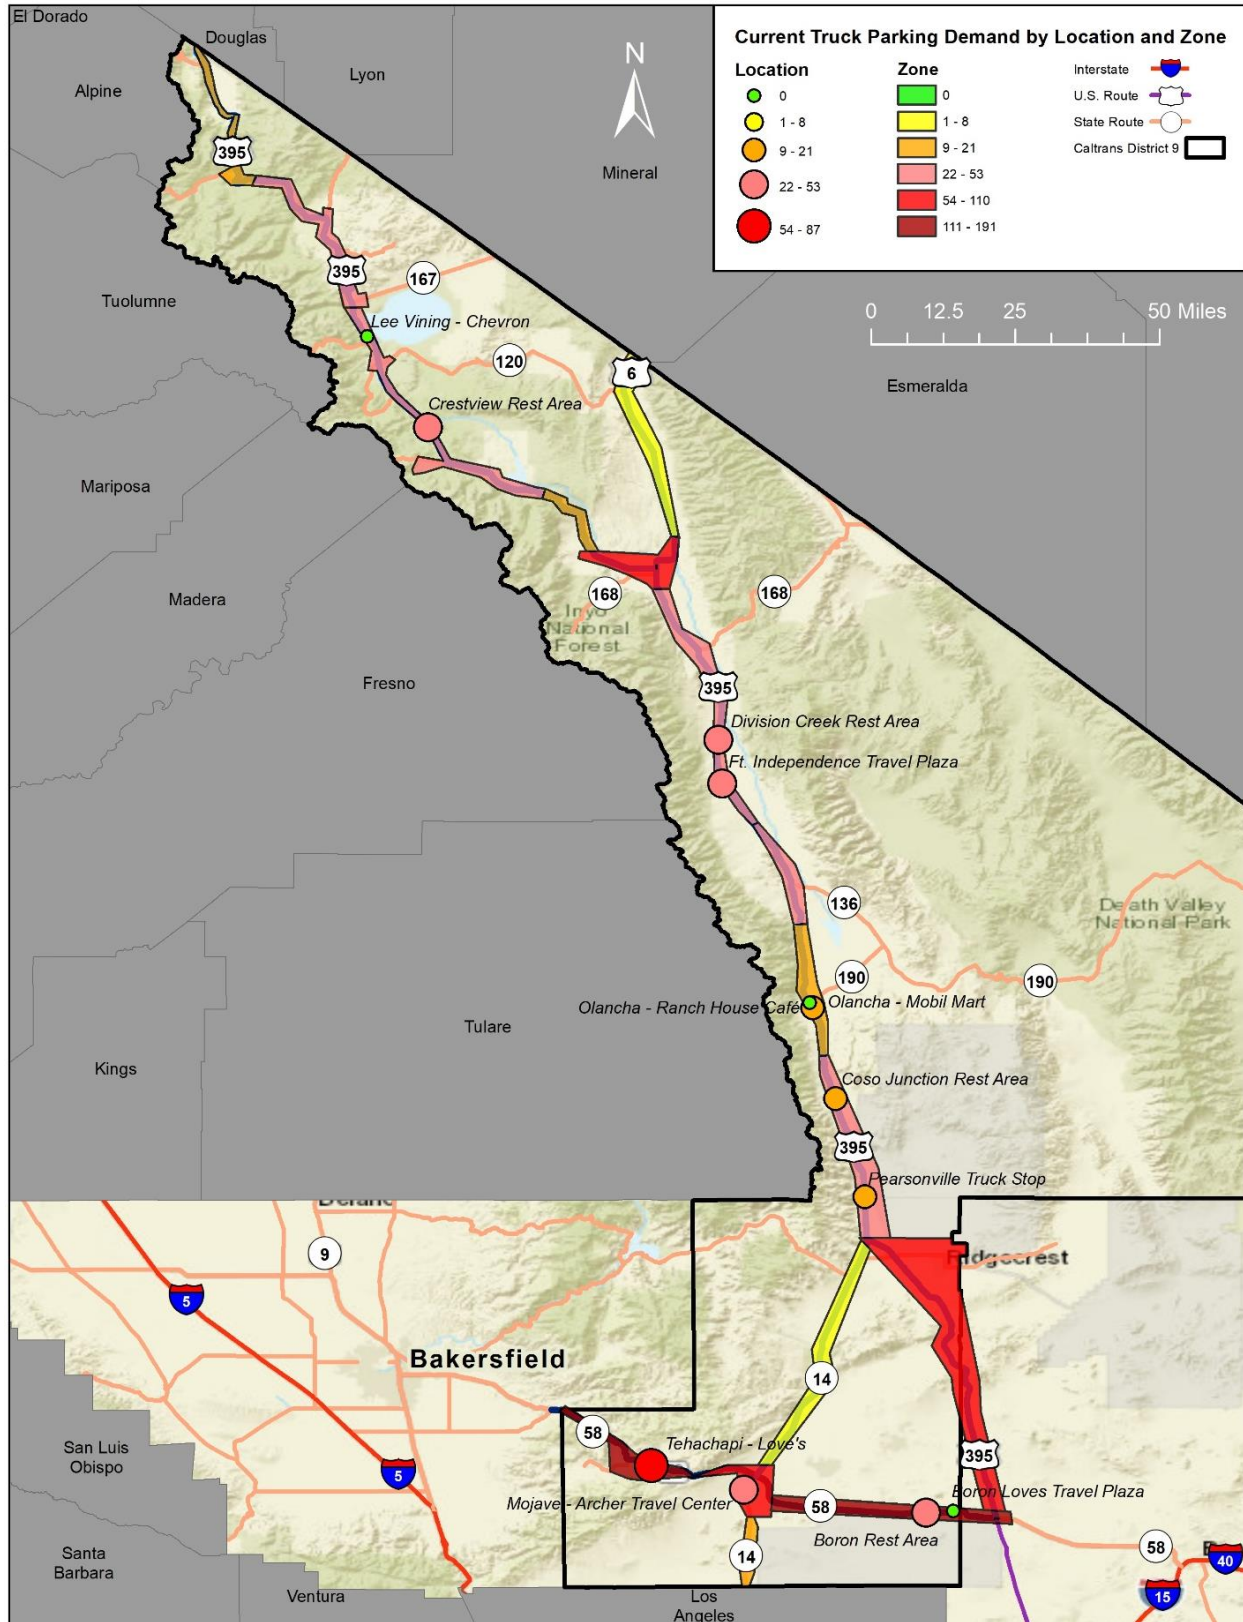 El Dorado
Douglas
Lyon
Alpine
N
Mineral
Current Truck Parking Demand by Location and Zone
Location
0
1 - 8
9 - 21
22 - 53
54 - 87
Zone
0
1 - 8
9 - 21
22 - 53
54 - 110
111 - 191
Interstate
U.S. Route
State Route
Caltrans District 9
0 12.5 25 50 Miles
395
395
167
Tuolumne
Lee Vining - Chevron
120
6
Esmeralda
Crestview Rest Area
Mariposa
Madera
168
168
Inyo
National
Forest
Fresno
395
Division Creek Rest Area
Ft. Independence Travel Plaza
136
Death Valley
National Park
190
190
Olancha - Ranch House Café
Olancha - Mobil Mart
Tulare
Kings
Coso Junction Rest Area
395
Pearsonville Truck Stop
Delano
9
Ridgecrest
5
Bakersfield
14
58
Tehachapi - Love's
395
San Luis
Obispo
5
Mojave - Archer Travel Center
58
Boron Loves Travel Plaza
Boron Rest Area
14
58
40
15
Santa
Barbara
Ventura
Los
Angeles